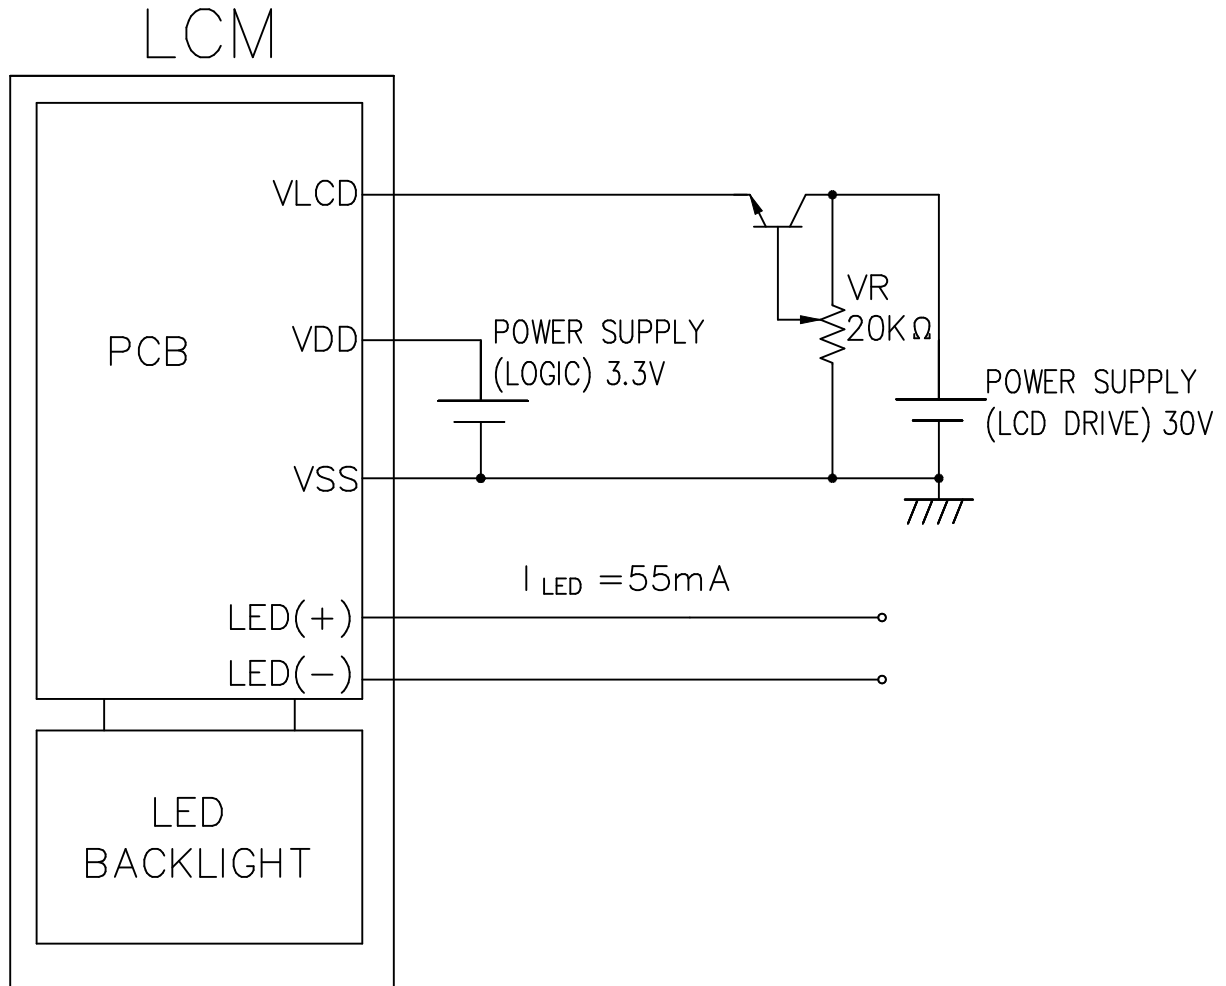 LCM
VLCD
VR
20KΩ
VDD
POWER SUPPLY
(LOGIC) 3.3V
PCB
POWER SUPPLY
(LCD DRIVE) 30V
VSS
I LED =55mA
LED(+)
LED(-)
LED
BACKLIGHT